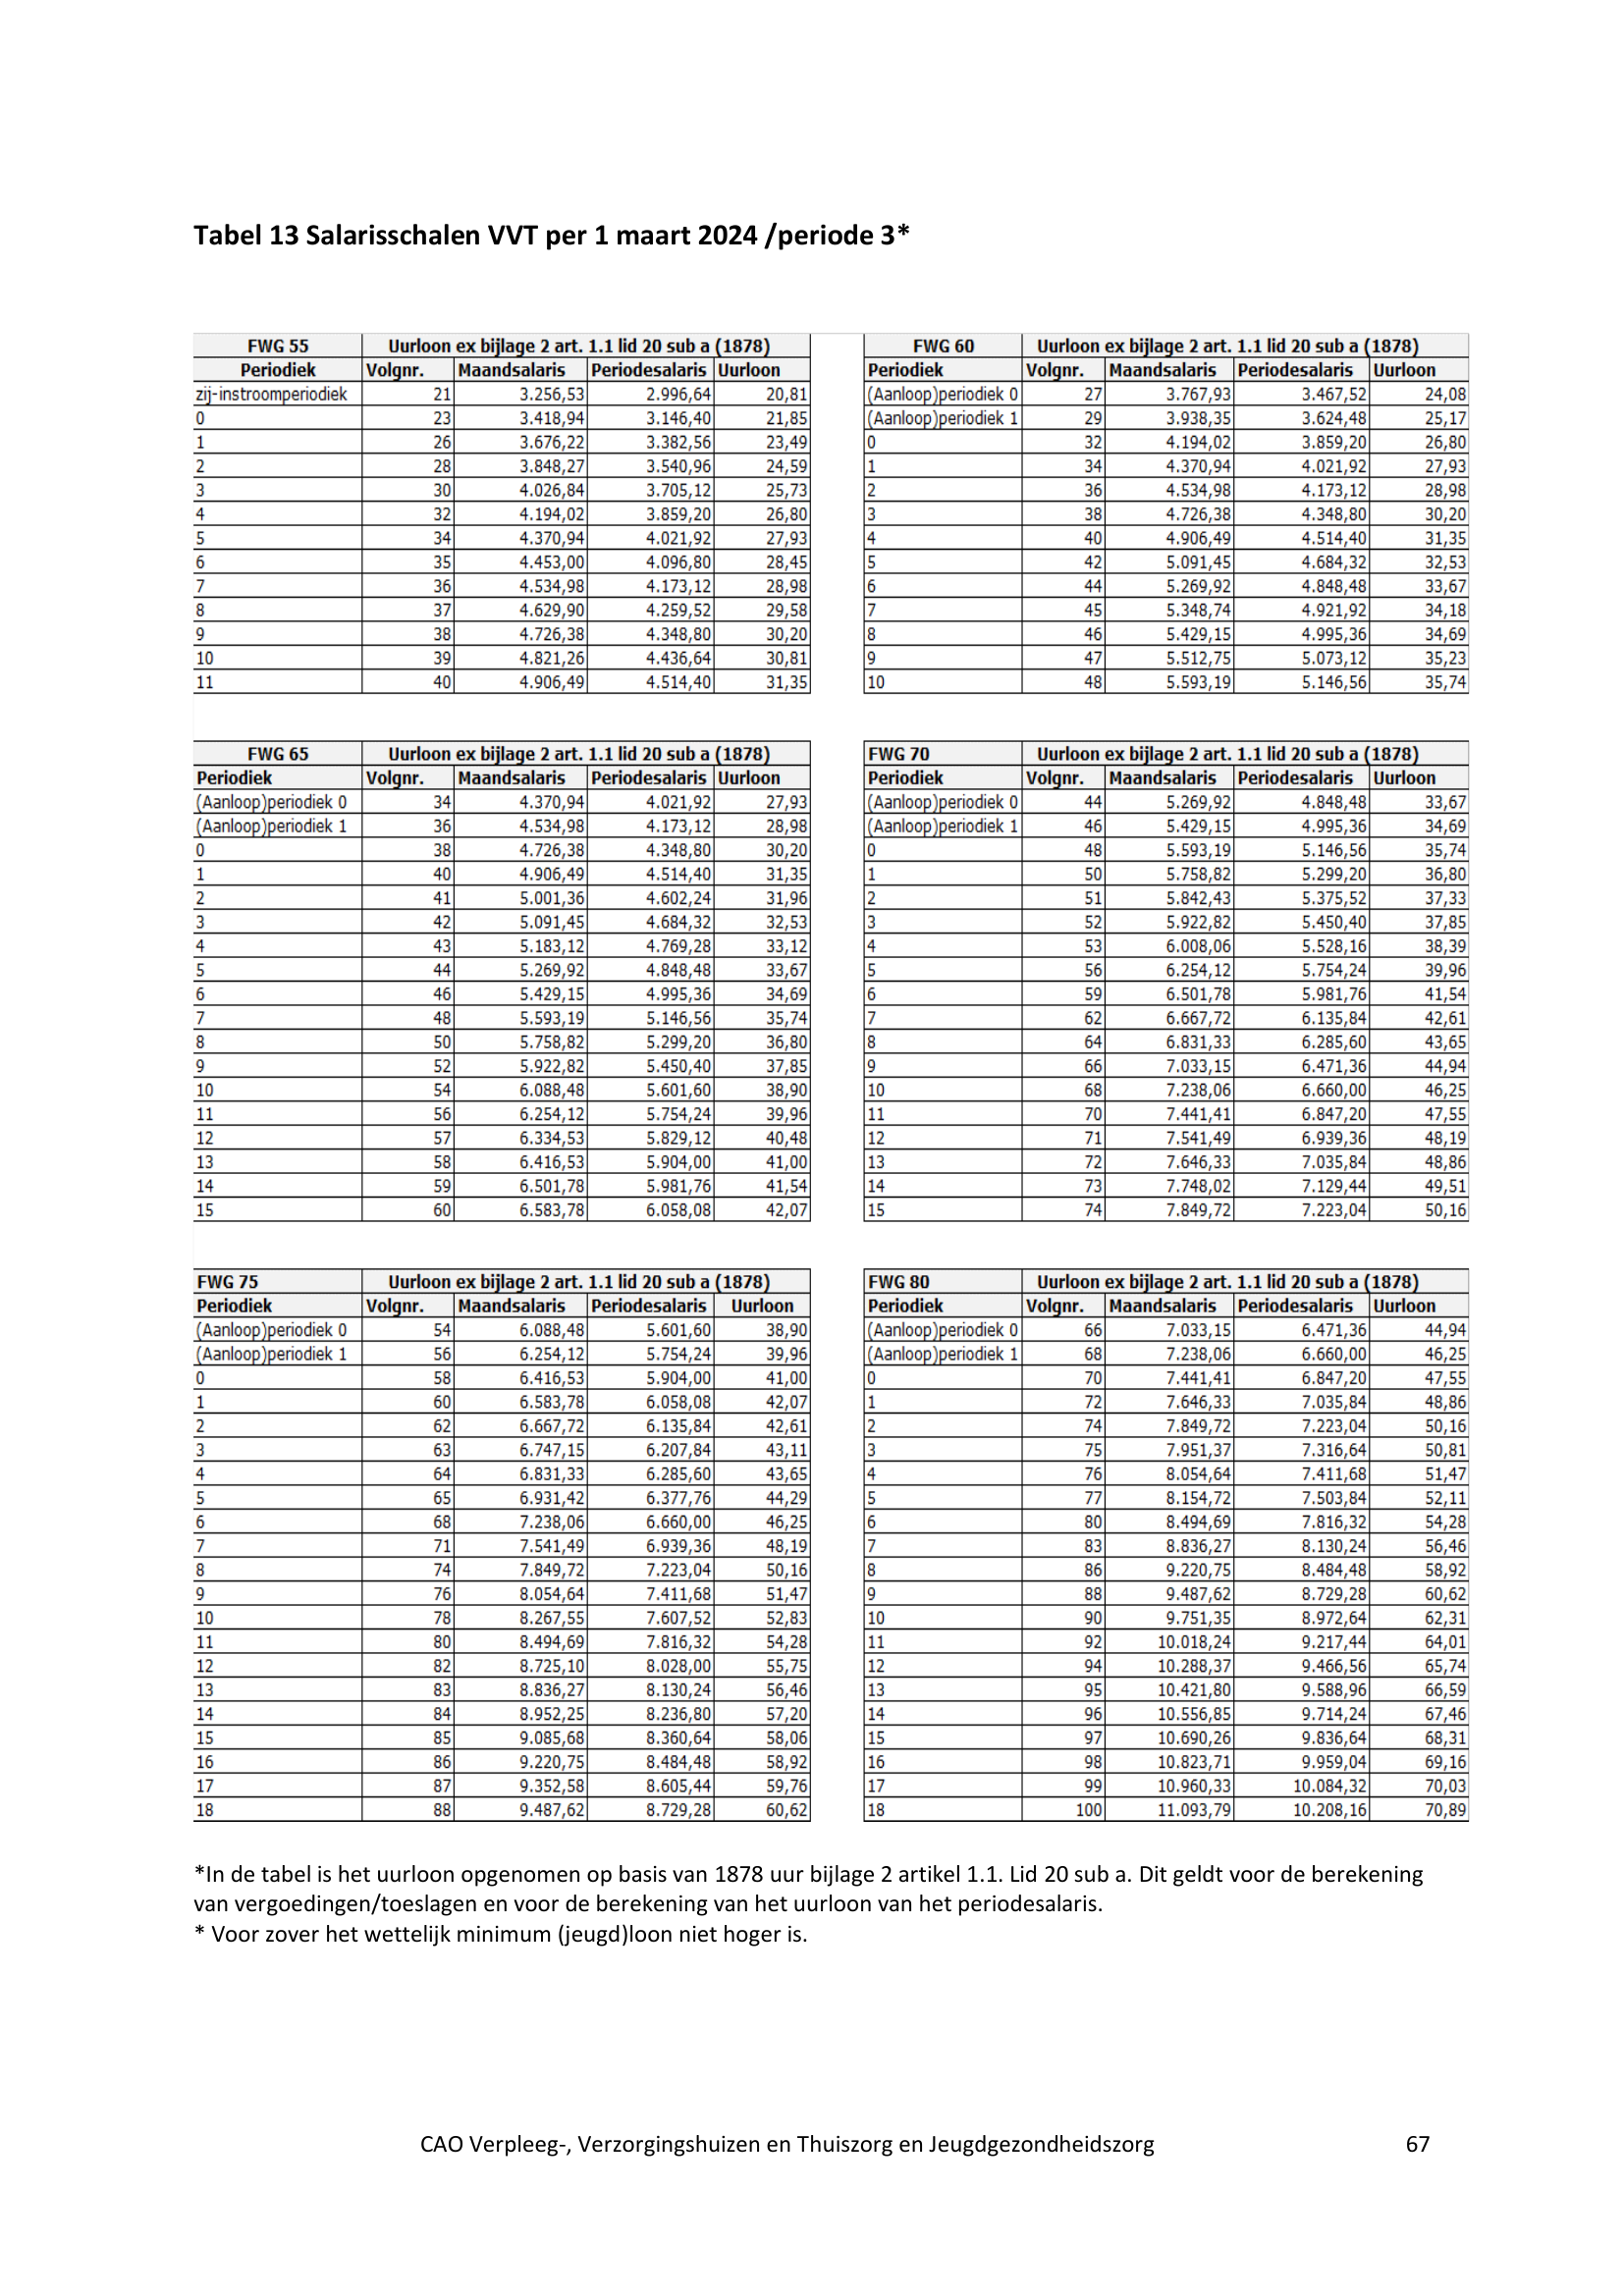 Tabel 13 Salarisschalen VVT per 1 maart 2024 /periode 3*
FWG 55 Uurloon ex bijlage 2 art. 1.1 lid 20 sub a (1878)
Periodiek Volgnr. Maandsalaris Periodesalaris Uurloon
zij-instroomperiodiek 21 3.256,53 2.996,64 20,81
0 23 3.418,94 3.146,40 21,85
1 26 3.676,22 3.382,56 23,49
2 28 3.848,27 3.540,96 24,59
3 30 4.026,84 3.705,12 25,73
4 32 4.194,02 3.859,20 26,80
5 34 4.370,94 4.021,92 27,93
6 35 4.453,00 4.096,80 28,45
7 36 4.534,98 4.173,12 28,98
8 37 4.629,90 4.259,52 29,58
9 38 4.726,38 4.348,80 30,20
10 39 4.821,26 4.436,64 30,81
11 40 4.906,49 4.514,40 31,35
FWG 60 Uurloon ex bijlage 2 art. 1.1 lid 20 sub a (1878)
Periodiek Volgnr. Maandsalaris Periodesalaris Uurloon
(Aanloop)periodiek 0 27 3.767,93 3.467,52 24,08
(Aanloop)periodiek 1 29 3.938,35 3.624,48 25,17
0 32 4.194,02 3.859,20 26,80
1 34 4.370,94 4.021,92 27,93
2 36 4.534,98 4.173,12 28,98
3 38 4.726,38 4.348,80 30,20
4 40 4.906,49 4.514,40 31,35
5 42 5.091,45 4.684,32 32,53
6 44 5.269,92 4.848,48 33,67
7 45 5.348,74 4.921,92 34,18
8 46 5.429,15 4.995,36 34,69
9 47 5.512,75 5.073,12 35,23
10 48 5.593,19 5.146,56 35,74
FWG 65 Uurloon ex bijlage 2 art. 1.1 lid 20 sub a (1878)
Periodiek Volgnr. Maandsalaris Periodesalaris Uurloon
(Aanloop)periodiek 0 34 4.370,94 4.021,92 27,93
(Aanloop)periodiek 1 36 4.534,98 4.173,12 28,98
0 38 4.726,38 4.348,80 30,20
1 40 4.906,49 4.514,40 31,35
2 41 5.001,36 4.602,24 31,96
3 42 5.091,45 4.684,32 32,53
4 43 5.183,12 4.769,28 33,12
5 44 5.269,92 4.848,48 33,67
6 46 5.429,15 4.995,36 34,69
7 48 5.593,19 5.146,56 35,74
8 50 5.758,82 5.299,20 36,80
9 52 5.922,82 5.450,40 37,85
10 54 6.088,48 5.601,60 38,90
11 56 6.254,12 5.754,24 39,96
12 57 6.334,53 5.829,12 40,48
13 58 6.416,53 5.904,00 41,00
14 59 6.501,78 5.981,76 41,54
15 60 6.583,78 6.058,08 42,07
FWG 70 Uurloon ex bijlage 2 art. 1.1 lid 20 sub a (1878)
Periodiek Volgnr. Maandsalaris Periodesalaris Uurloon
(Aanloop)periodiek 0 44 5.269,92 4.848,48 33,67
(Aanloop)periodiek 1 46 5.429,15 4.995,36 34,69
0 48 5.593,19 5.146,56 35,74
1 50 5.758,82 5.299,20 36,80
2 51 5.842,43 5.375,52 37,33
3 52 5.922,82 5.450,40 37,85
4 53 6.008,06 5.528,16 38,39
5 56 6.254,12 5.754,24 39,96
6 59 6.501,78 5.981,76 41,54
7 62 6.667,72 6.135,84 42,61
8 64 6.831,33 6.285,60 43,65
9 66 7.033,15 6.471,36 44,94
10 68 7.238,06 6.660,00 46,25
11 70 7.441,41 6.847,20 47,55
12 71 7.541,49 6.939,36 48,19
13 72 7.646,33 7.035,84 48,86
14 73 7.748,02 7.129,44 49,51
15 74 7.849,72 7.223,04 50,16
FWG 75 Uurloon ex bijlage 2 art. 1.1 lid 20 sub a (1878)
Periodiek Volgnr. Maandsalaris Periodesalaris Uurloon
(Aanloop)periodiek 0 54 6.088,48 5.601,60 38,90
(Aanloop)periodiek 1 56 6.254,12 5.754,24 39,96
0 58 6.416,53 5.904,00 41,00
1 60 6.583,78 6.058,08 42,07
2 62 6.667,72 6.135,84 42,61
3 63 6.747,15 6.207,84 43,11
4 64 6.831,33 6.285,60 43,65
5 65 6.931,42 6.377,76 44,29
6 68 7.238,06 6.660,00 46,25
7 71 7.541,49 6.939,36 48,19
8 74 7.849,72 7.223,04 50,16
9 76 8.054,64 7.411,68 51,47
10 78 8.267,55 7.607,52 52,83
11 80 8.494,69 7.816,32 54,28
12 82 8.725,10 8.028,00 55,75
13 83 8.836,27 8.130,24 56,46
14 84 8.952,25 8.236,80 57,20
15 85 9.085,68 8.360,64 58,06
16 86 9.220,75 8.484,48 58,92
17 87 9.352,58 8.605,44 59,76
18 88 9.487,62 8.729,28 60,62
FWG 80 Uurloon ex bijlage 2 art. 1.1 lid 20 sub a (1878)
Periodiek Volgnr. Maandsalaris Periodesalaris Uurloon
(Aanloop)periodiek 0 66 7.033,15 6.471,36 44,94
(Aanloop)periodiek 1 68 7.238,06 6.660,00 46,25
0 70 7.441,41 6.847,20 47,55
1 72 7.646,33 7.035,84 48,86
2 74 7.849,72 7.223,04 50,16
3 75 7.951,37 7.316,64 50,81
4 76 8.054,64 7.411,68 51,47
5 77 8.154,72 7.503,84 52,11
6 80 8.494,69 7.816,32 54,28
7 83 8.836,27 8.130,24 56,46
8 86 9.220,75 8.484,48 58,92
9 88 9.487,62 8.729,28 60,62
10 90 9.751,35 8.972,64 62,31
11 92 10.018,24 9.217,44 64,01
12 94 10.288,37 9.466,56 65,74
13 95 10.421,80 9.588,96 66,59
14 96 10.556,85 9.714,24 67,46
15 97 10.690,26 9.836,64 68,31
16 98 10.823,71 9.959,04 69,16
17 99 10.960,33 10.084,32 70,03
18 100 11.093,79 10.208,16 70,89
*In de tabel is het uurloon opgenomen op basis van 1878 uur bijlage 2 artikel 1.1. Lid 20 sub a. Dit geldt voor de berekening
van vergoedingen/toeslagen en voor de berekening van het uurloon van het periodesalaris.
* Voor zover het wettelijk minimum (jeugd)loon niet hoger is.
CAO Verpleeg-, Verzorgingshuizen en Thuiszorg en Jeugdgezondheidszorg 67